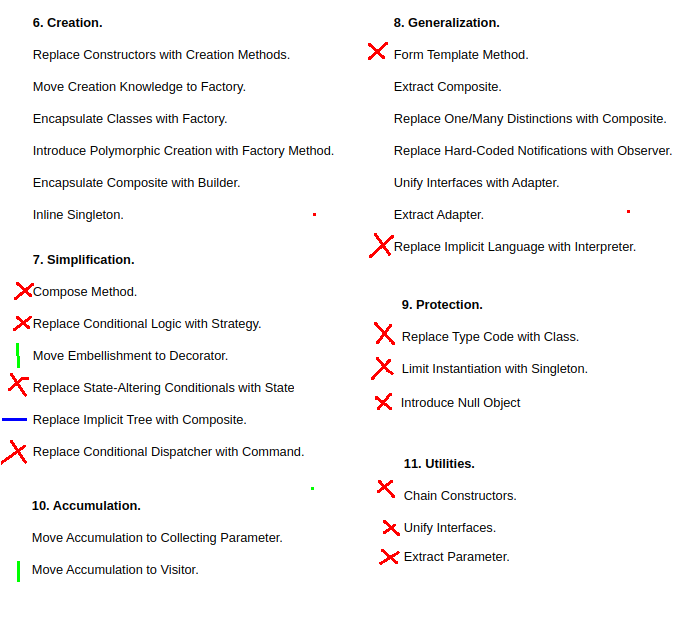 6. Creation.
Replace Constructors with Creation Methods.
Move Creation Knowledge to Factory.
Encapsulate Classes with Factory.
Introduce Polymorphic Creation with Factory Method.
Encapsulate Composite with Builder.
Inline Singleton.
7. Simplification.
Compose Method.
Replace Conditional Logic with Strategy.
Move Embellishment to Decorator.
Replace State-Altering Conditionals with State
Replace Implicit Tree with Composite.
Replace Conditional Dispatcher with Command.
10. Accumulation.
Move Accumulation to Collecting Parameter.
Move Accumulation to Visitor.
8. Generalization.
Form Template Method.
Extract Composite.
Replace One/Many Distinctions with Composite.
Replace Hard-Coded Notifications with Observer.
Unify Interfaces with Adapter.
Extract Adapter.
Replace Implicit Language with Interpreter.
9. Protection.
Replace Type Code with Class.
Limit Instantiation with Singleton.
Introduce Null Object
11. Utilities.
Chain Constructors.
Unify Interfaces.
Extract Parameter.